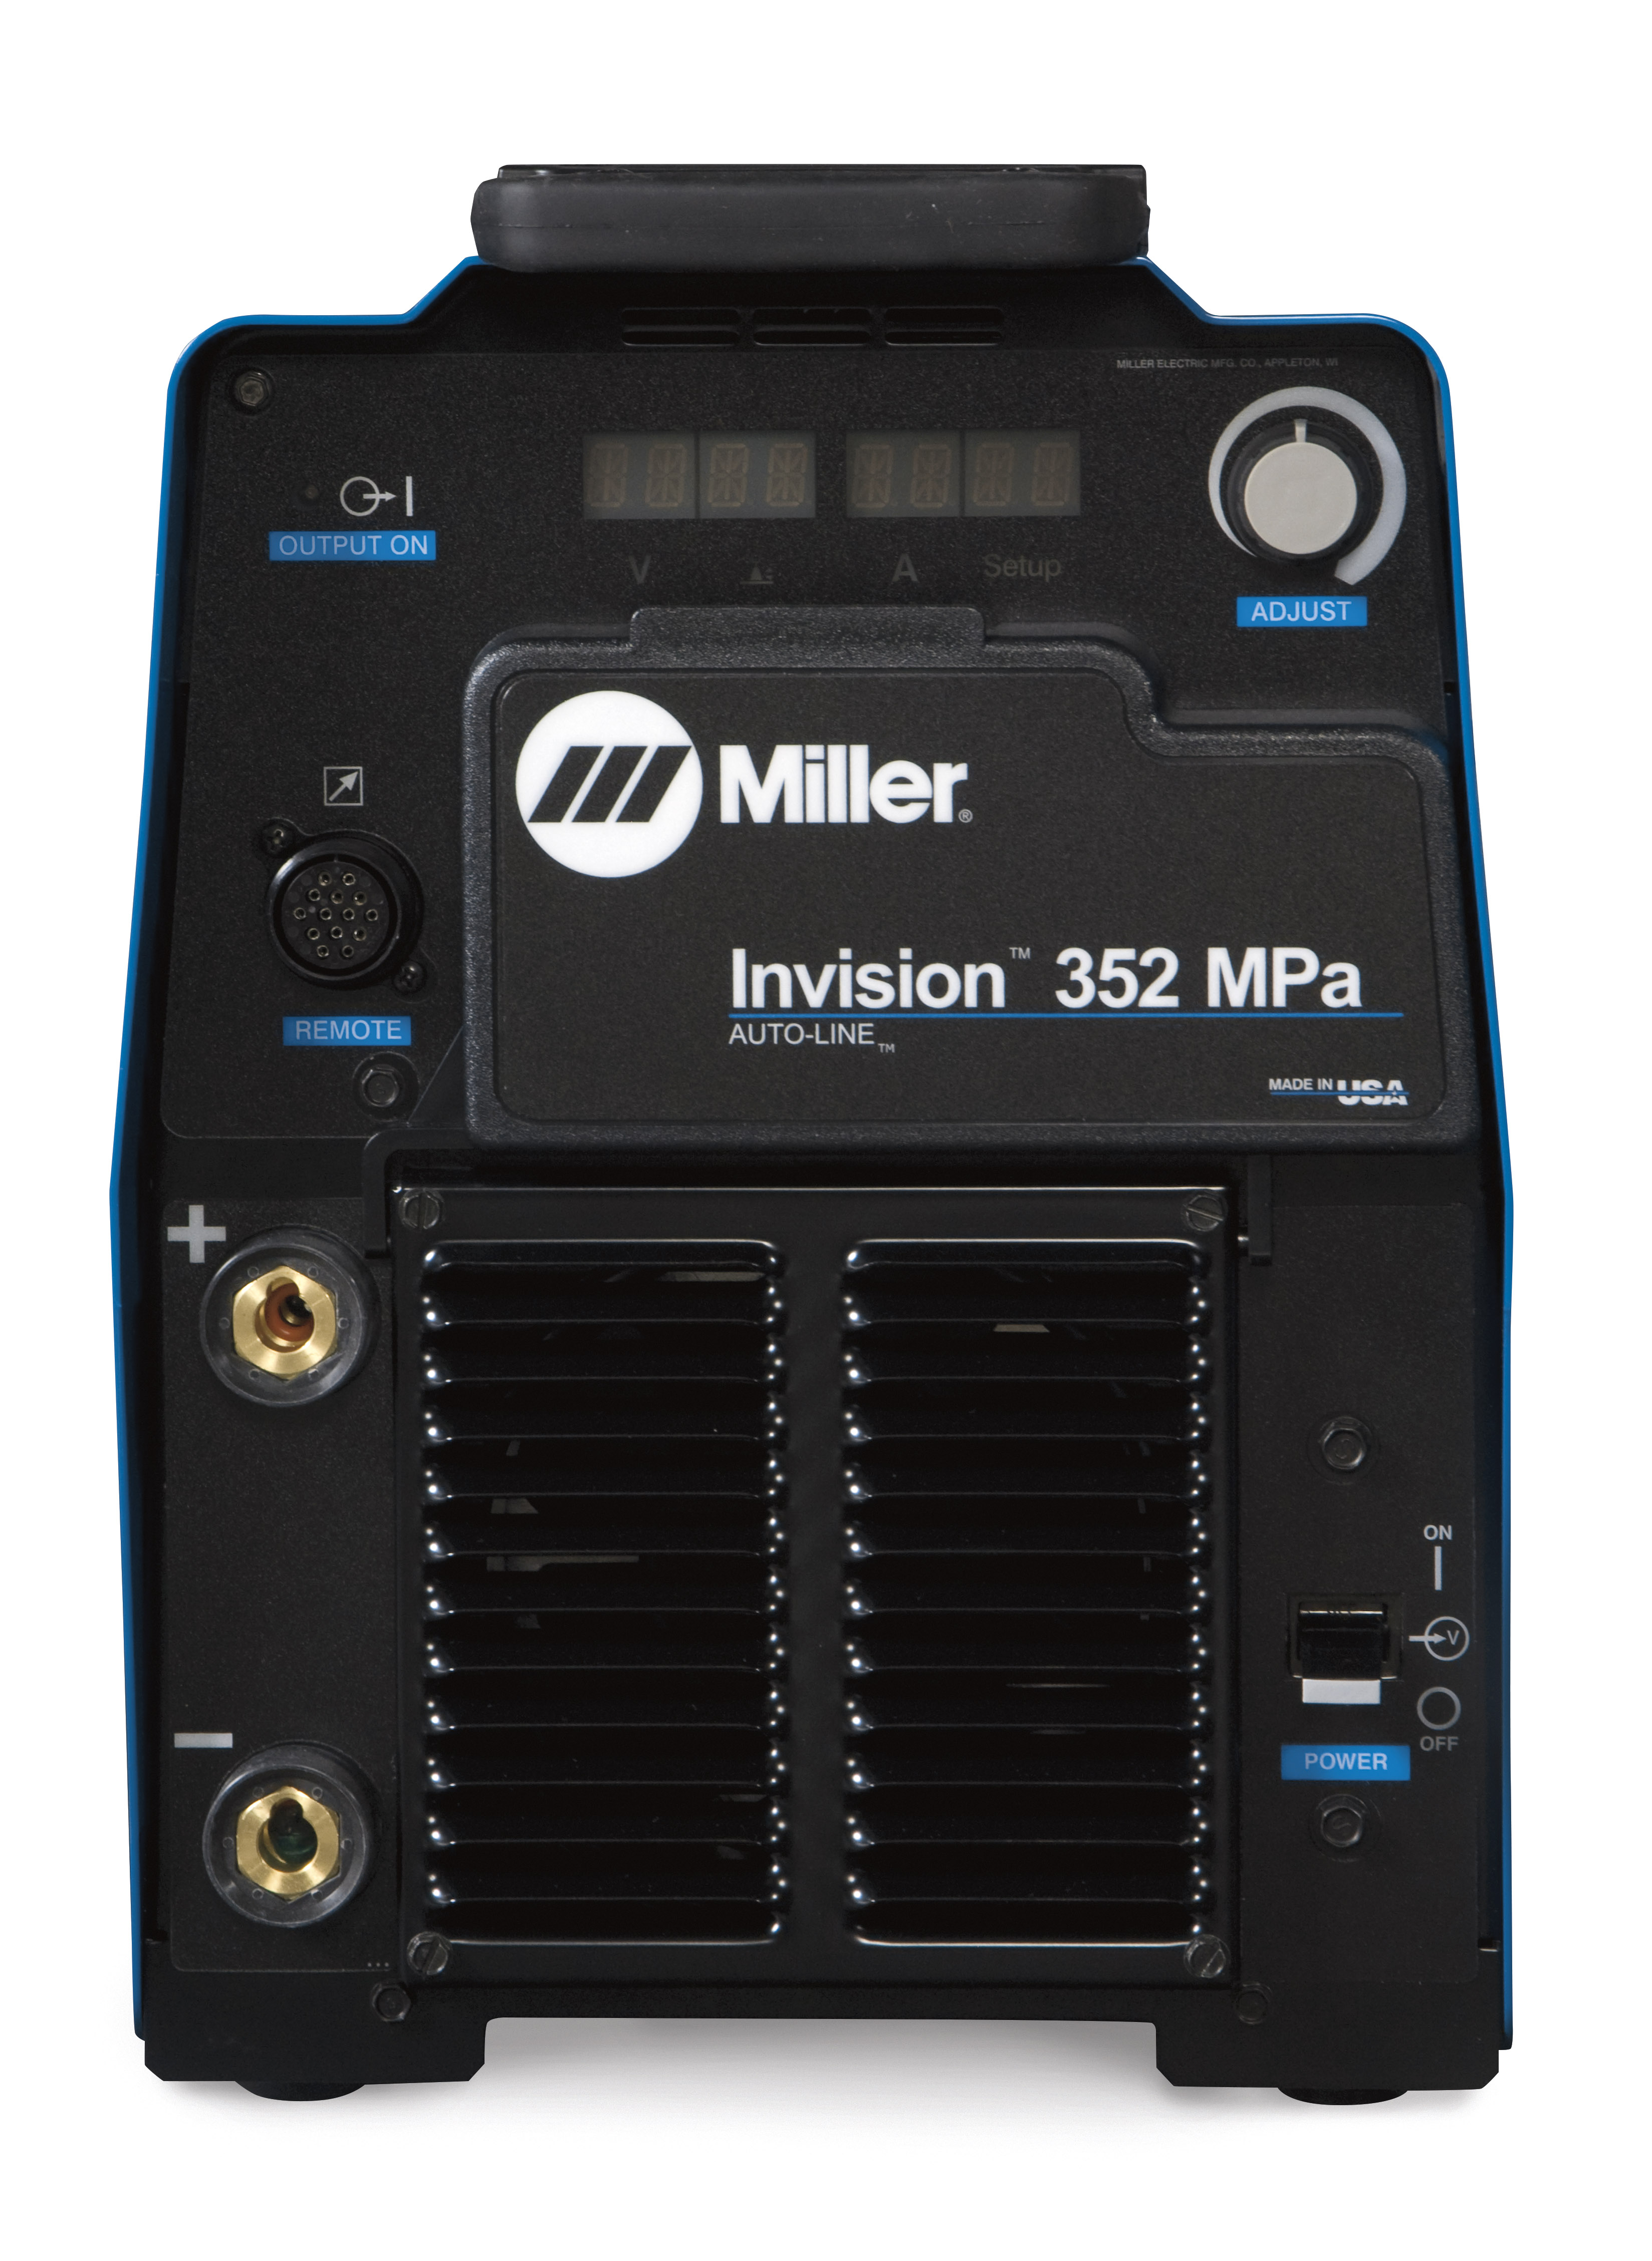 MILLER ELECTRIC MFG. CO., APPLETON, WI
OUTPUT ON
V
A
Setup
ADJUST
Miller®
REMOTE
Invision™ 352 MPa
AUTO-LINE™
MADE IN USA
+
ON
V
OFF
−
POWER